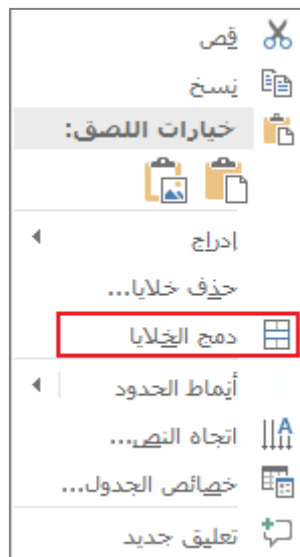 قص
نسخ
خيارات اللصق:
إدراج
حذف خلايا...
دمج الخلايا
أنماط الحدود
اتجاه النص...
خصائص الجدول...
تعليق جديد